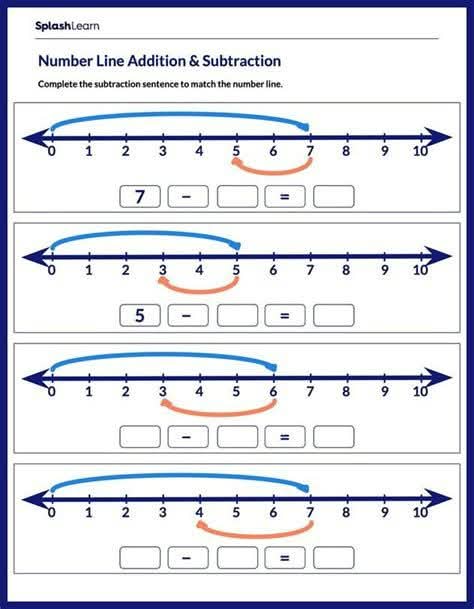 SplashLearn
Number Line Addition & Subtraction
Complete the subtraction sentence to match the number line.
0 1 2 3 4 5 6 7 8 9 10
7 - =
0 1 2 3 4 5 6 7 8 9 10
5 - =
0 1 2 3 4 5 6 7 8 9 10
- =
0 1 2 3 4 5 6 7 8 9 10
- =